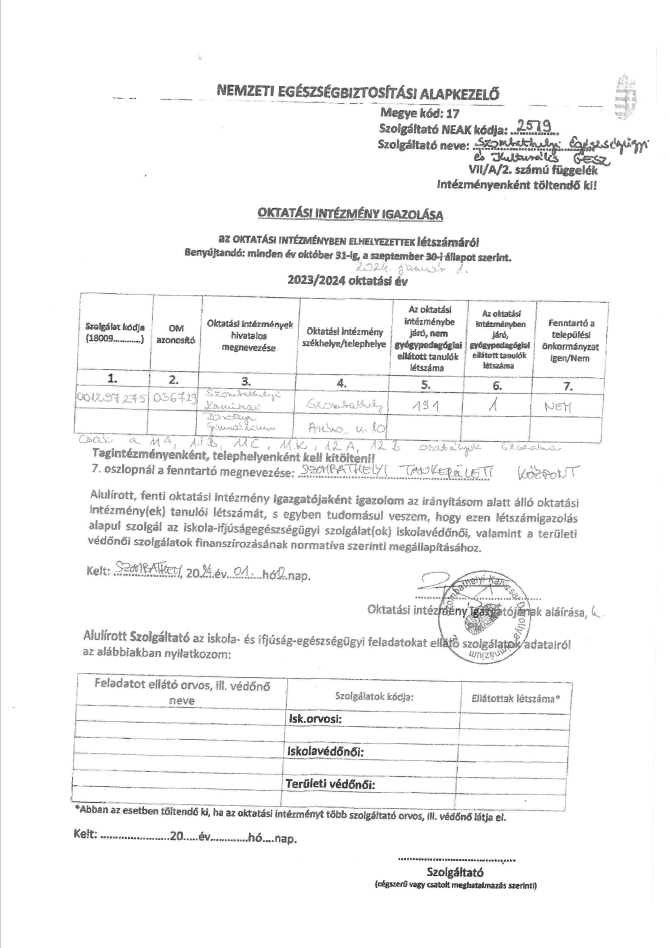 NEMZETI EGÉSZSÉGBIZTOSÍTÁSI ALAPKEZELŐ
Megye kód: 17
Szolgáltató NEAK kódja: 2579
Szolgáltató neve: Szombathelyi Egészségügyi
és Kulturális GESZ
VII/A/2. számú függelék
Intézményenként töltendő ki!
OKTATÁSI INTÉZMÉNY IGAZOLÁSA
az OKTATÁSI INTÉZMÉNYBEN ELHELYEZETTEK létszámáról
Benyújtandó: minden év október 31-ig, a szeptember 30-i állapot szerint.
2024. január 1.
2023/2024 oktatási év
Szolgálat kódja (18009............)
OM azonosító
Oktatási intézmények hivatalos megnevezése
Oktatási intézmény székhelye/telephelye
Az oktatási intézménybe járó, nem gyógypedagógiai ellátott tanulók létszáma
Az oktatási intézményben járó, gyógypedagógiai ellátott tanulók létszáma
Fenntartó a települési önkormányzat igen/Nem
1. 2. 3. 4. 5. 6. 7.
001297275 036729 Szombathelyi Kanizsai Szombathely 191 1 NEM
Dorottya Gimnázium Aréna u. 10
Csak a 11A, 11B, 11C, 11K, 12A, 12B osztályok létszáma
Tagintézményenként, telephelyenként kell kitölteni!
7. oszlopnál a fenntartó megnevezése: SZOMBATHELYI TANKERÜLETI KÖZPONT
Alulírott, fenti oktatási intézmény igazgatójaként igazolom az irányításom alatt álló oktatási
intézmény(ek) tanulói létszámát, s egyben tudomásul veszem, hogy ezen létszámigazolás
alapul szolgál az iskola-ifjúságegészségügyi szolgálat(ok) iskolavédőnői, valamint a területi
védőnői szolgálatok finanszírozásának normatíva szerinti megállapításához.
Kelt: SZOMBATHELY, 2024 év 01. hó 12 nap.
Oktatási intézmény igazgatójának aláírása,
Szombathelyi Kanizsai Dorottya Gimnázium
Alulírott Szolgáltató az iskola- és ifjúság-egészségügyi feladatokat ellátó szolgálatok adatairól
az alábbiakban nyilatkozom:
Feladatot ellátó orvos, ill. védőnő neve
Szolgálatok kódja:
Ellátottak létszáma*
Isk.orvosi:
Iskolavédőnői:
Területi védőnői:
*Abban az esetben töltendő ki, ha az oktatási intézményt több szolgáltató orvos, ill. védőnő látja el.
Kelt: ........................20.....év.............hó....nap.
Szolgáltató
(cégszerű vagy csatolt meghatalmazás szerinti)